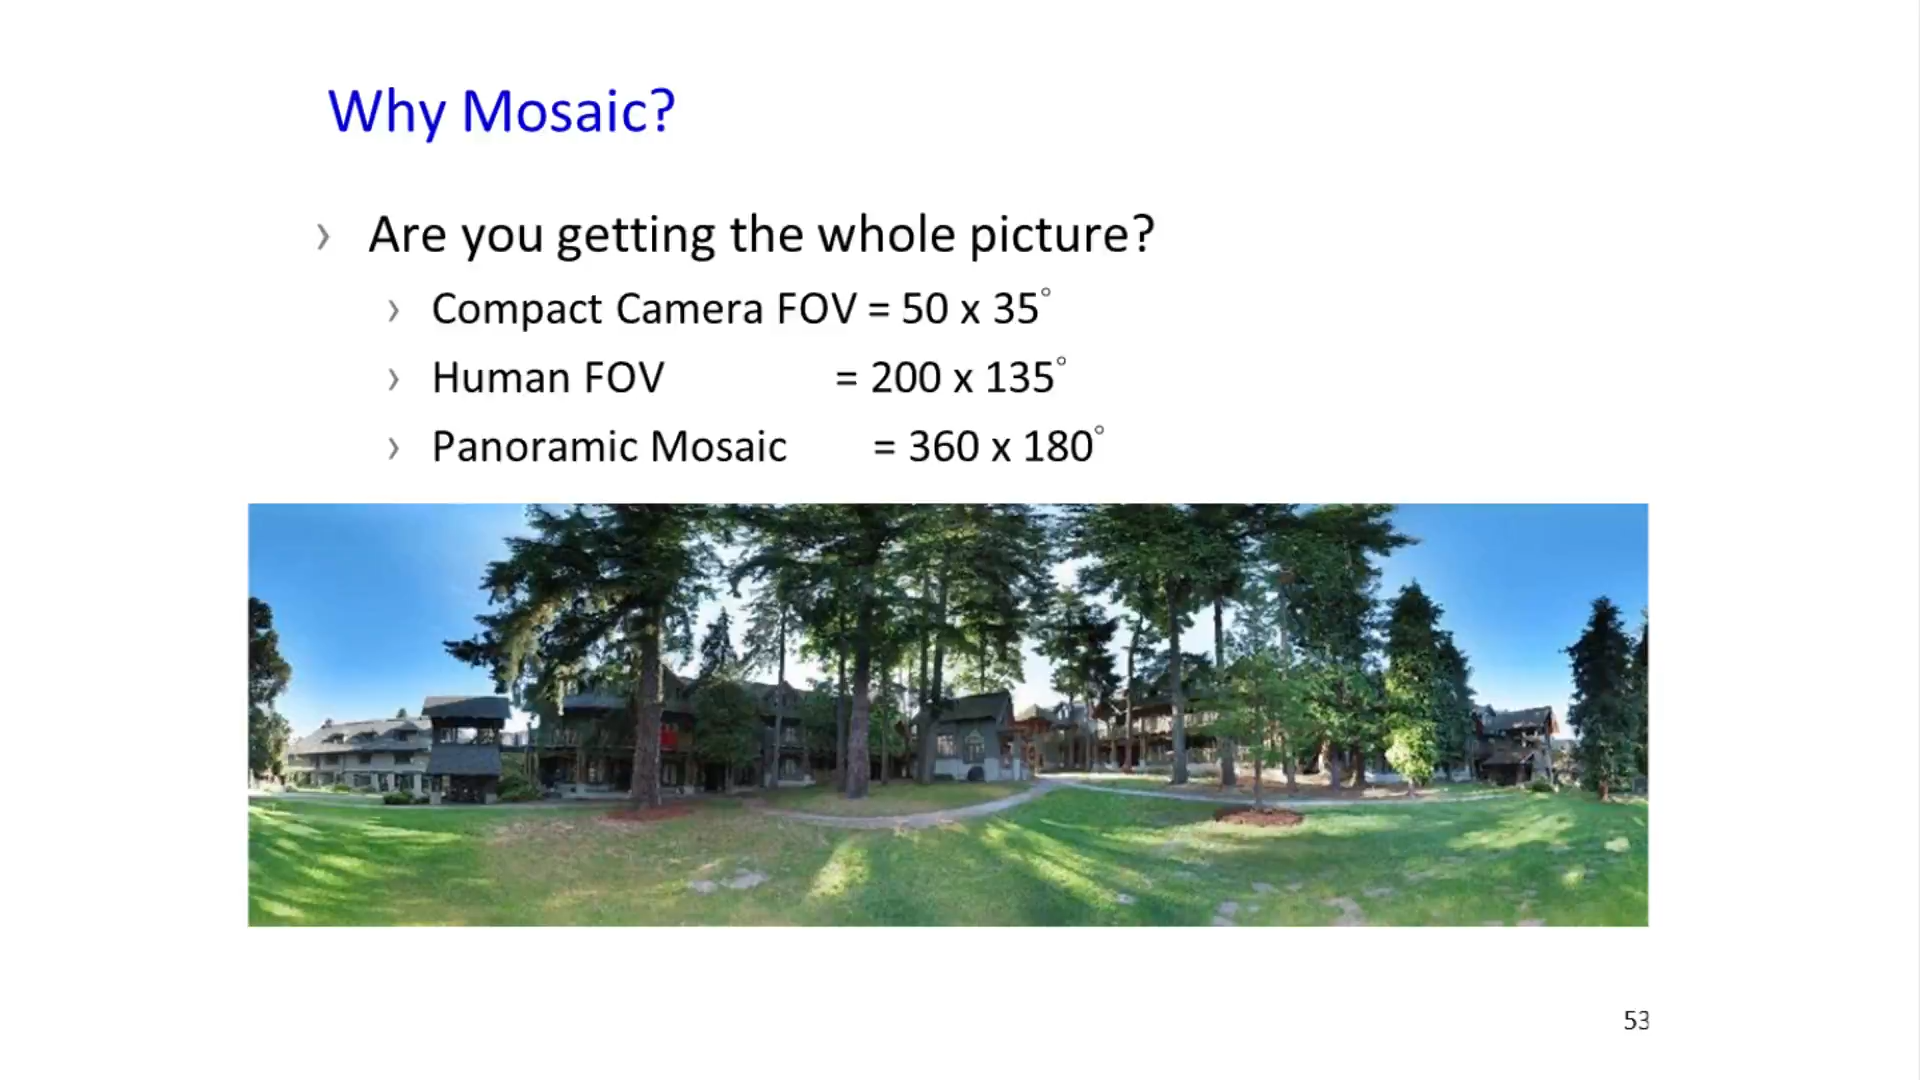 Why Mosaic?
› Are you getting the whole picture?
› Compact Camera FOV = 50 x 35°
› Human FOV = 200 x 135°
› Panoramic Mosaic = 360 x 180°
53